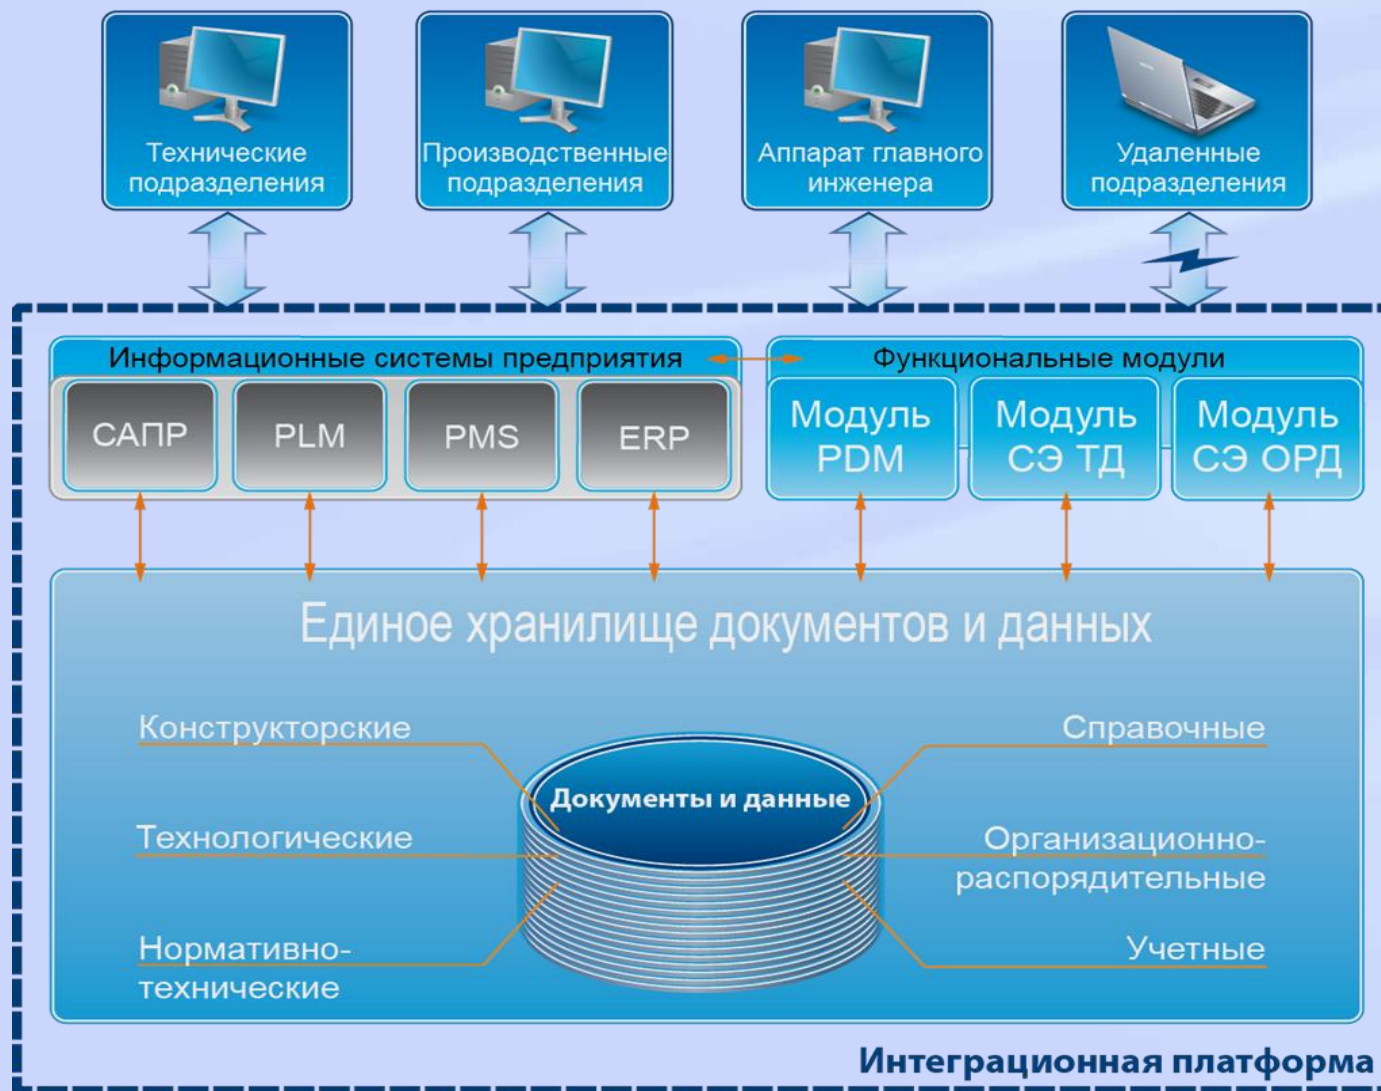 Технические
подразделения
Производственные
подразделения
Аппарат главного
инженера
Удаленные
подразделения
Информационные системы предприятия
Функциональные модули
САПР
PLM
PMS
ERP
Модуль
PDM
Модуль
СЭ ТД
Модуль
СЭ ОРД
Единое хранилище документов и данных
Конструкторские
Технологические
Нормативно-
технические
Документы и данные
Справочные
Организационно-
распорядительные
Учетные
Интеграционная платформа